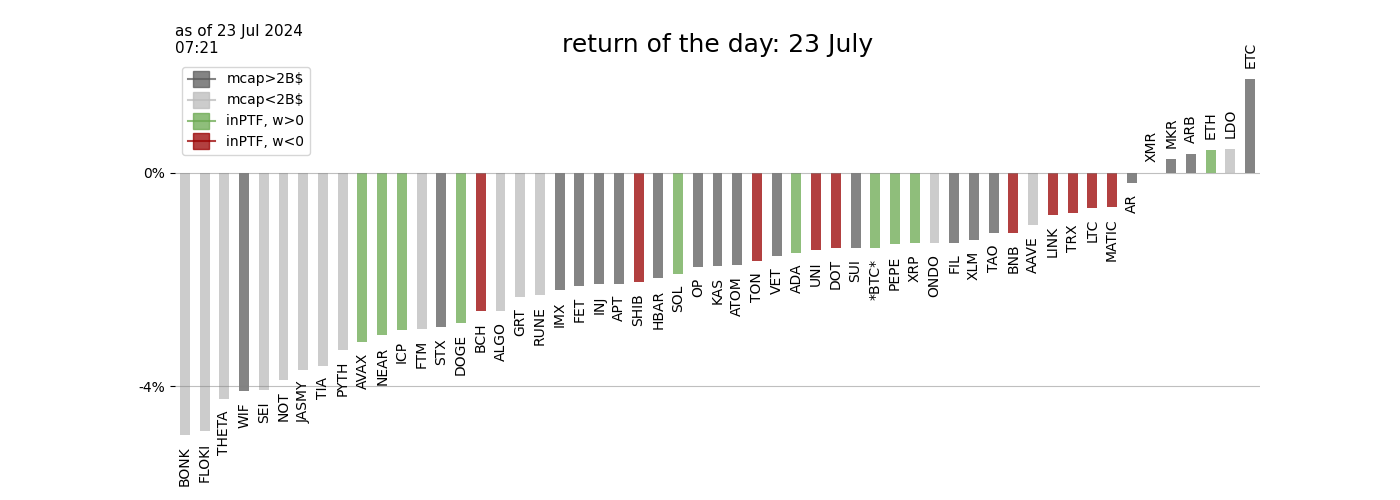 as of 23 Jul 2024
07:21
return of the day: 23 July
mcap>2B$
mcap<2B$
inPTF, w>0
inPTF, w<0
0%
-4%
BONK
FLOKI
THETA
WIF
SEI
NOT
JASMY
TIA
PYTH
AVAX
NEAR
ICP
FTM
STX
DOGE
BCH
ALGO
GRT
RUNE
IMX
FET
INJ
APT
SHIB
HBAR
SOL
OP
KAS
ATOM
TON
VET
ADA
UNI
DOT
SUI
*BTC*
PEPE
XRP
ONDO
FIL
XLM
TAO
BNB
AAVE
LINK
TRX
LTC
MATIC
AR
XMR
MKR
ARB
ETH
LDO
ETC